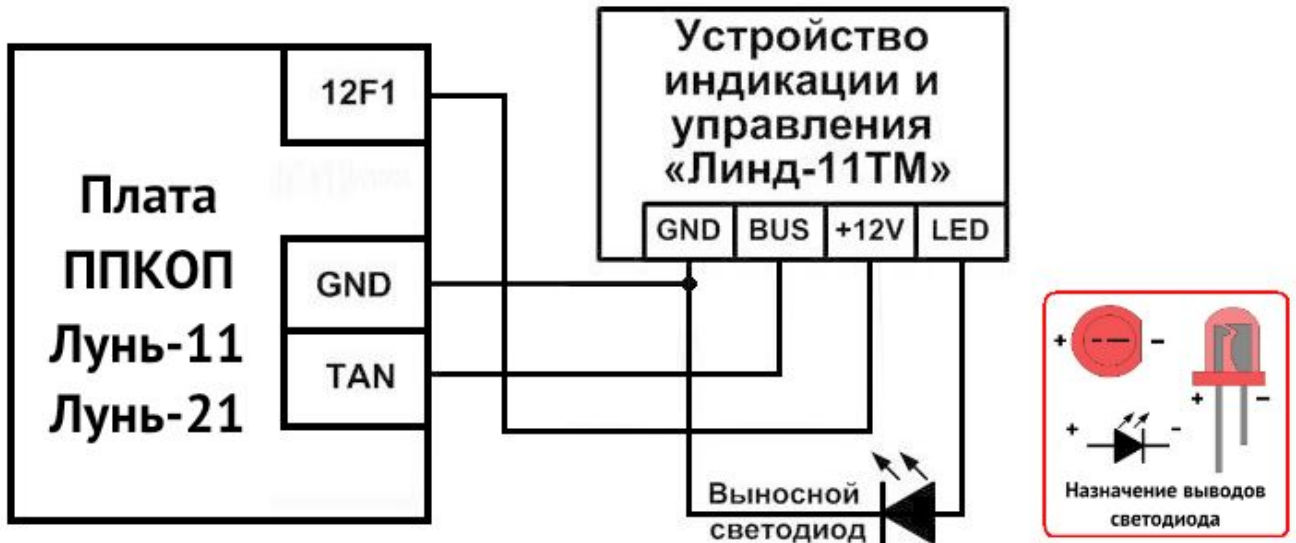 Плата
ППКОП
Лунь-11
Лунь-21
12F1
GND
TAN
Устройство
индикации и
управления
«Линд-11ТМ»
GND BUS +12V LED
Выносной
светодиод
+ -
+ -
+ -
Назначение выводов
светодиода